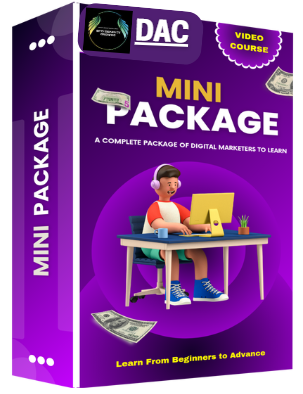 DAC
VIDEO
COURSE
MINI
PACKAGE
A COMPLETE PACKAGE OF DIGITAL MARKETERS TO LEARN
MINI PACKAGE
Learn From Beginners to Advance